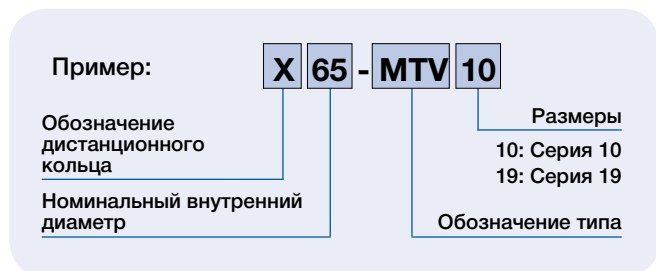 Пример: X 65 - MTV 10
Обозначение
дистанционного
кольца
Номинальный внутренний
диаметр
Размеры
10: Серия 10
19: Серия 19
Обозначение типа